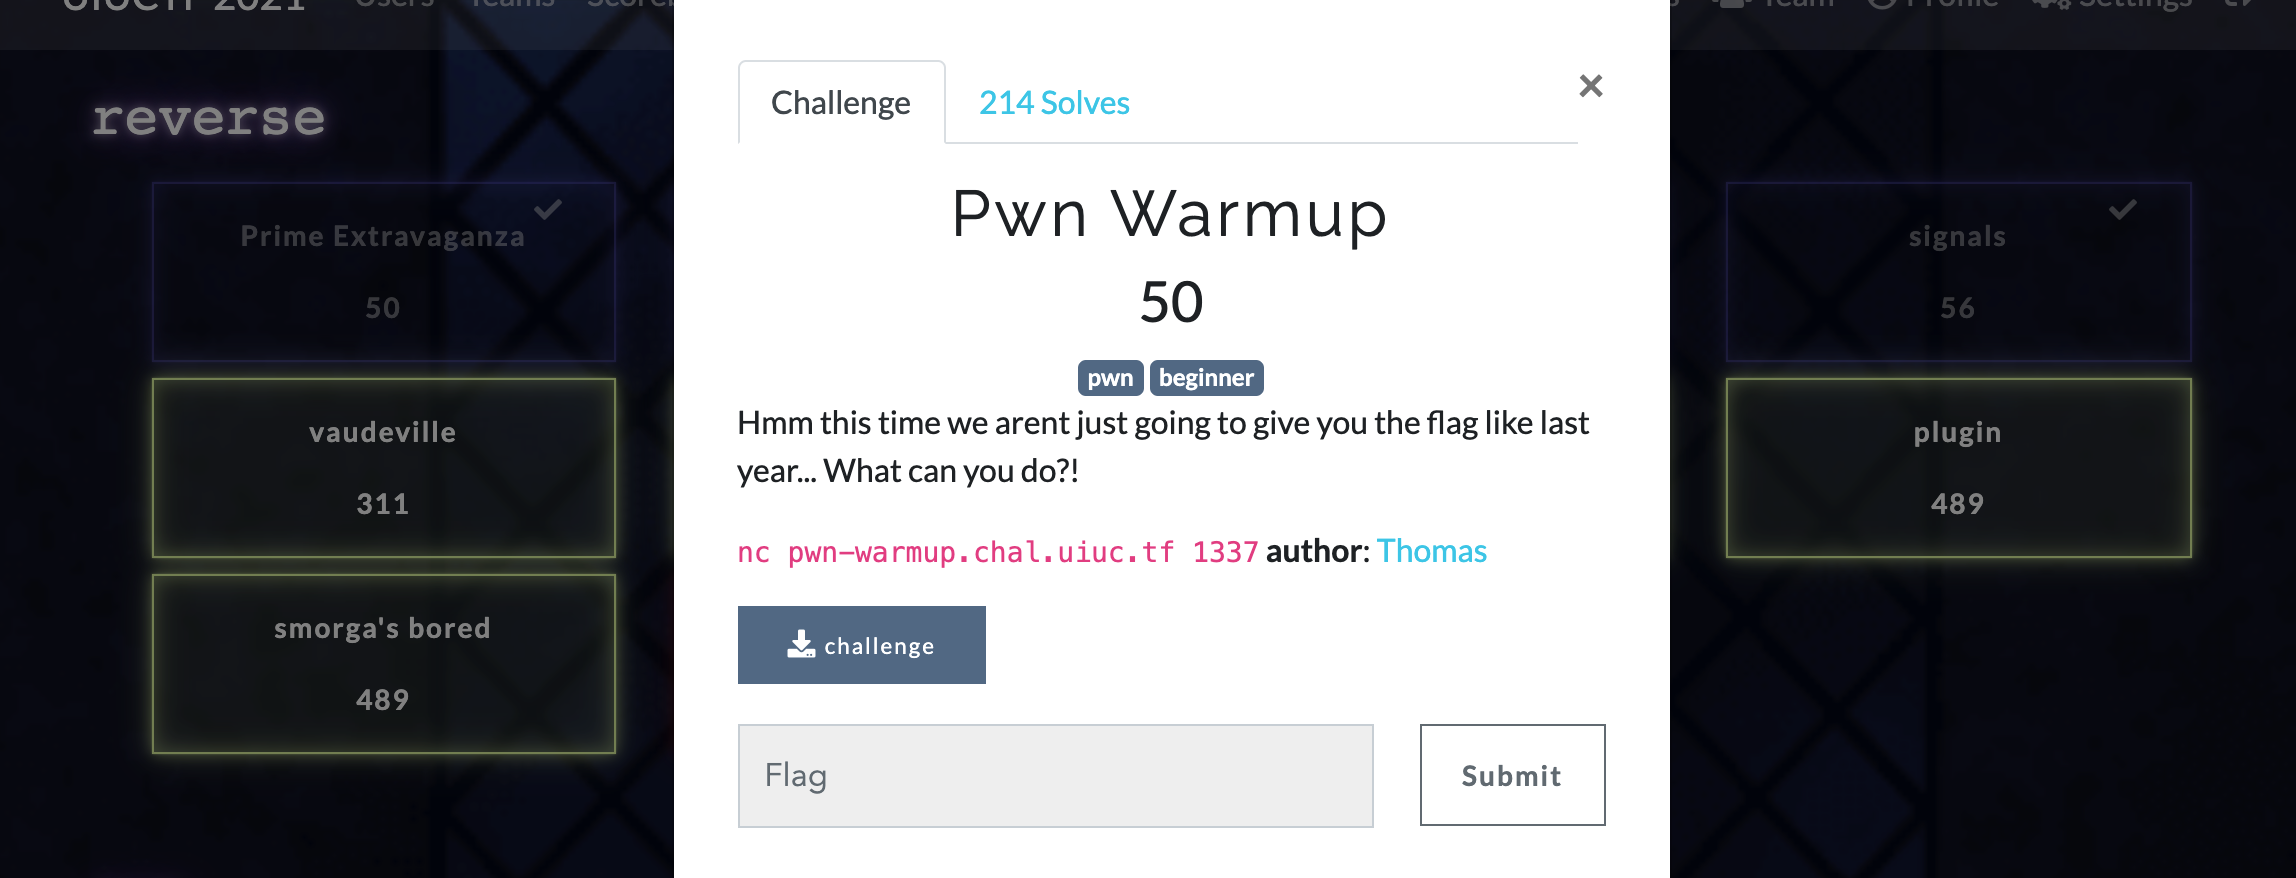 UIUCTF 2021 Users Teams
Team Profile Settings
reverse
Prime Extravaganza
50
vaudeville
311
smorga's bored
489
Challenge
214 Solves
×
Pwn Warmup
50
pwn beginner
Hmm this time we arent just going to give you the flag like last
year... What can you do?!
nc pwn-warmup.chal.uiuc.tf 1337 author: Thomas
challenge
Flag
Submit
signals
56
plugin
489